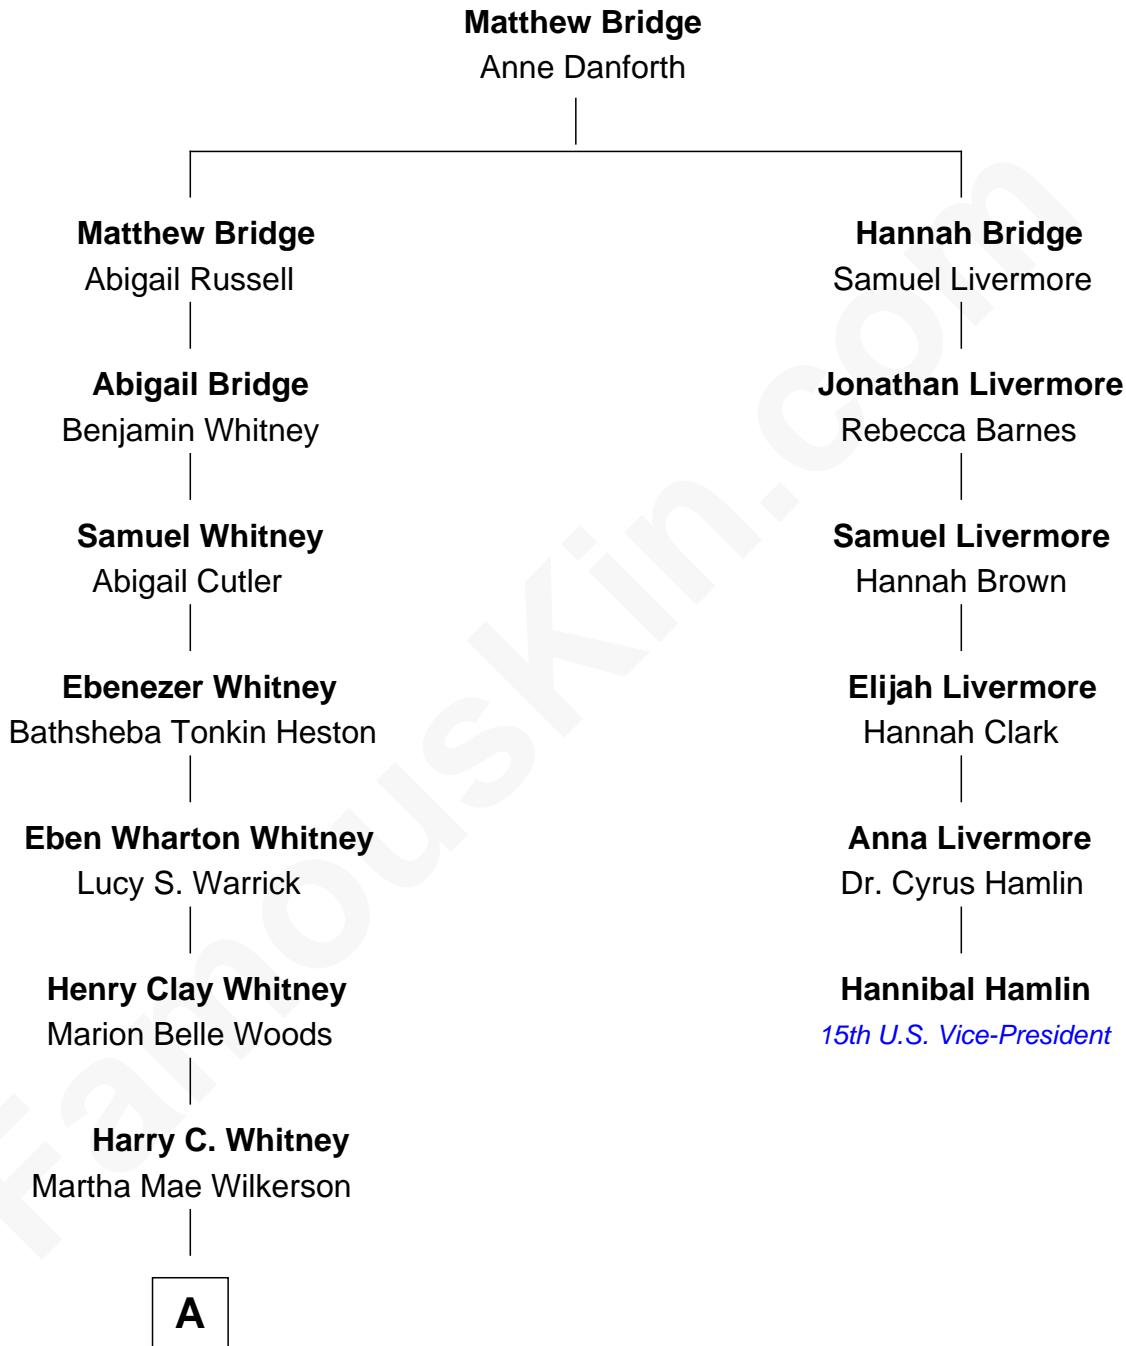 Matthew Bridge
Anne Danforth
Matthew Bridge
Abigail Russell
Hannah Bridge
Samuel Livermore
Abigail Bridge
Benjamin Whitney
Jonathan Livermore
Rebecca Barnes
Samuel Whitney
Abigail Cutler
Samuel Livermore
Hannah Brown
Ebenezer Whitney
Bathsheba Tonkin Heston
Elijah Livermore
Hannah Clark
Eben Wharton Whitney
Lucy S. Warrick
Anna Livermore
Dr. Cyrus Hamlin
Henry Clay Whitney
Marion Belle Woods
Hannibal Hamlin
15th U.S. Vice-President
Harry C. Whitney
Martha Mae Wilkerson
A
FamousKin.com